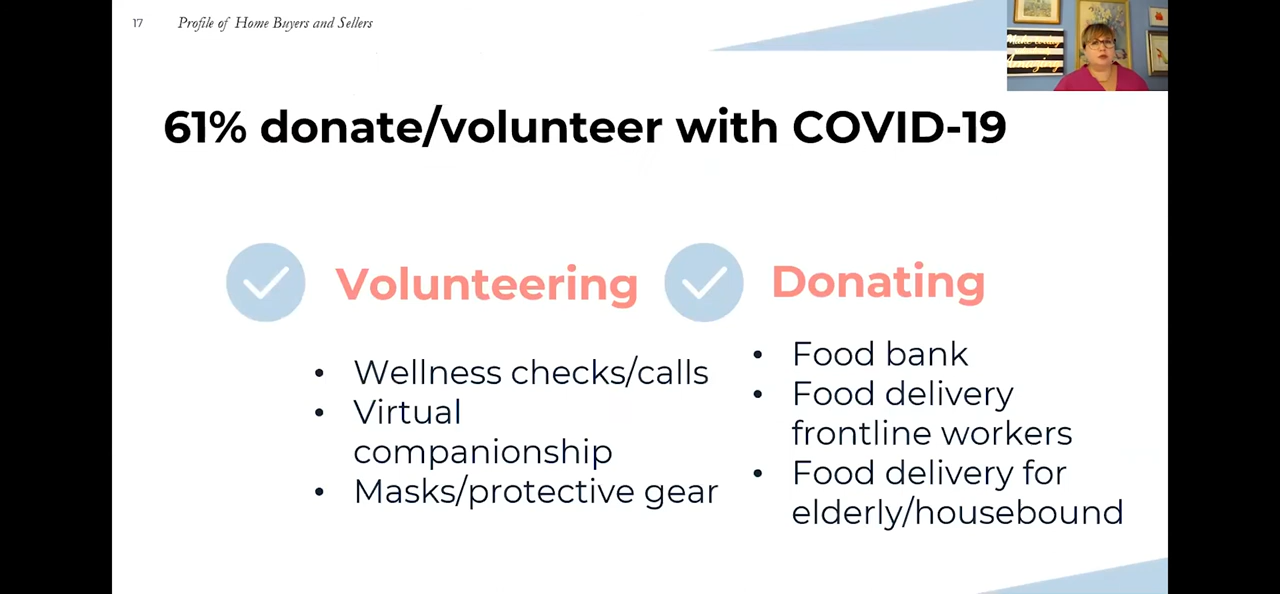 17 Profile of Home Buyers and Sellers
61% donate/volunteer with COVID-19
Volunteering
• Wellness checks/calls
• Virtual
companionship
• Masks/protective gear
Donating
• Food bank
• Food delivery
frontline workers
• Food delivery for
elderly/housebound